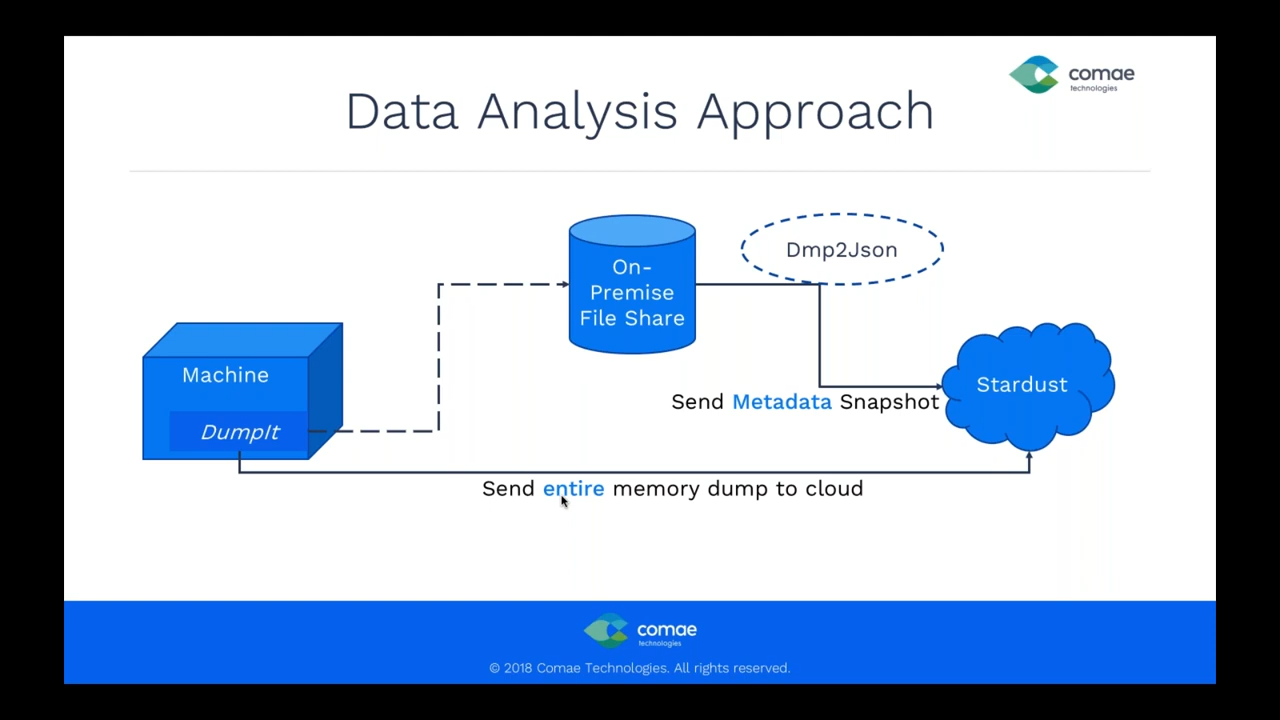 comae
technologies
Data Analysis Approach
Dmp2Json
On-
Premise
File Share
Machine
DumpIt
Stardust
Send Metadata Snapshot
Send entire memory dump to cloud
comae
technologies
© 2018 Comae Technologies. All rights reserved.